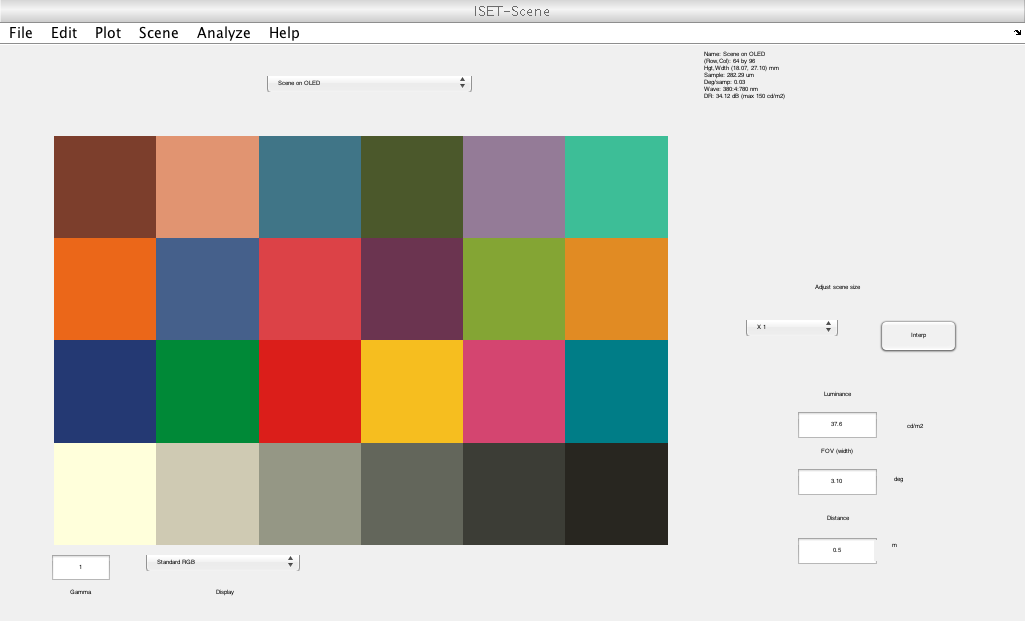 ISET-Scene
File Edit Plot Scene Analyze Help
Name: Scene on OLED
(Row,Col): 64 by 96
Hgt,Wdth (18.07, 27.10) mm
Sample: 282.29 um
Deg/samp: 0.03
Wave: 380:4:780 nm
DR: 34.12 dB (max 150 cd/m2)
Scene on OLED
Adjust scene size
X 1
Interp
Luminance
37.6 cd/m2
FOV (width)
3.10 deg
Distance
0.5 m
1 Standard RGB
Gamma Display